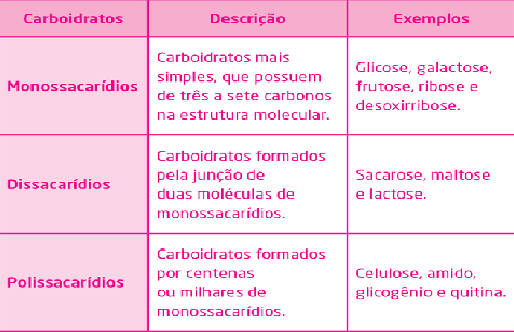 Carboidratos Descrição Exemplos
Monossacarídios
Carboidratos mais
simples, que possuem
de três a sete carbonos
na estrutura molecular.
Glicose, galactose,
frutose, ribose e
desoxirribose.
Dissacarídios
Carboidratos formados
pela junção de
duas moléculas de
monossacarídios.
Sacarose, maltose
e lactose.
Polissacarídios
Carboidratos formados
por centenas
ou milhares de
monossacarídios.
Celulose, amido,
glicogênio e quitina.